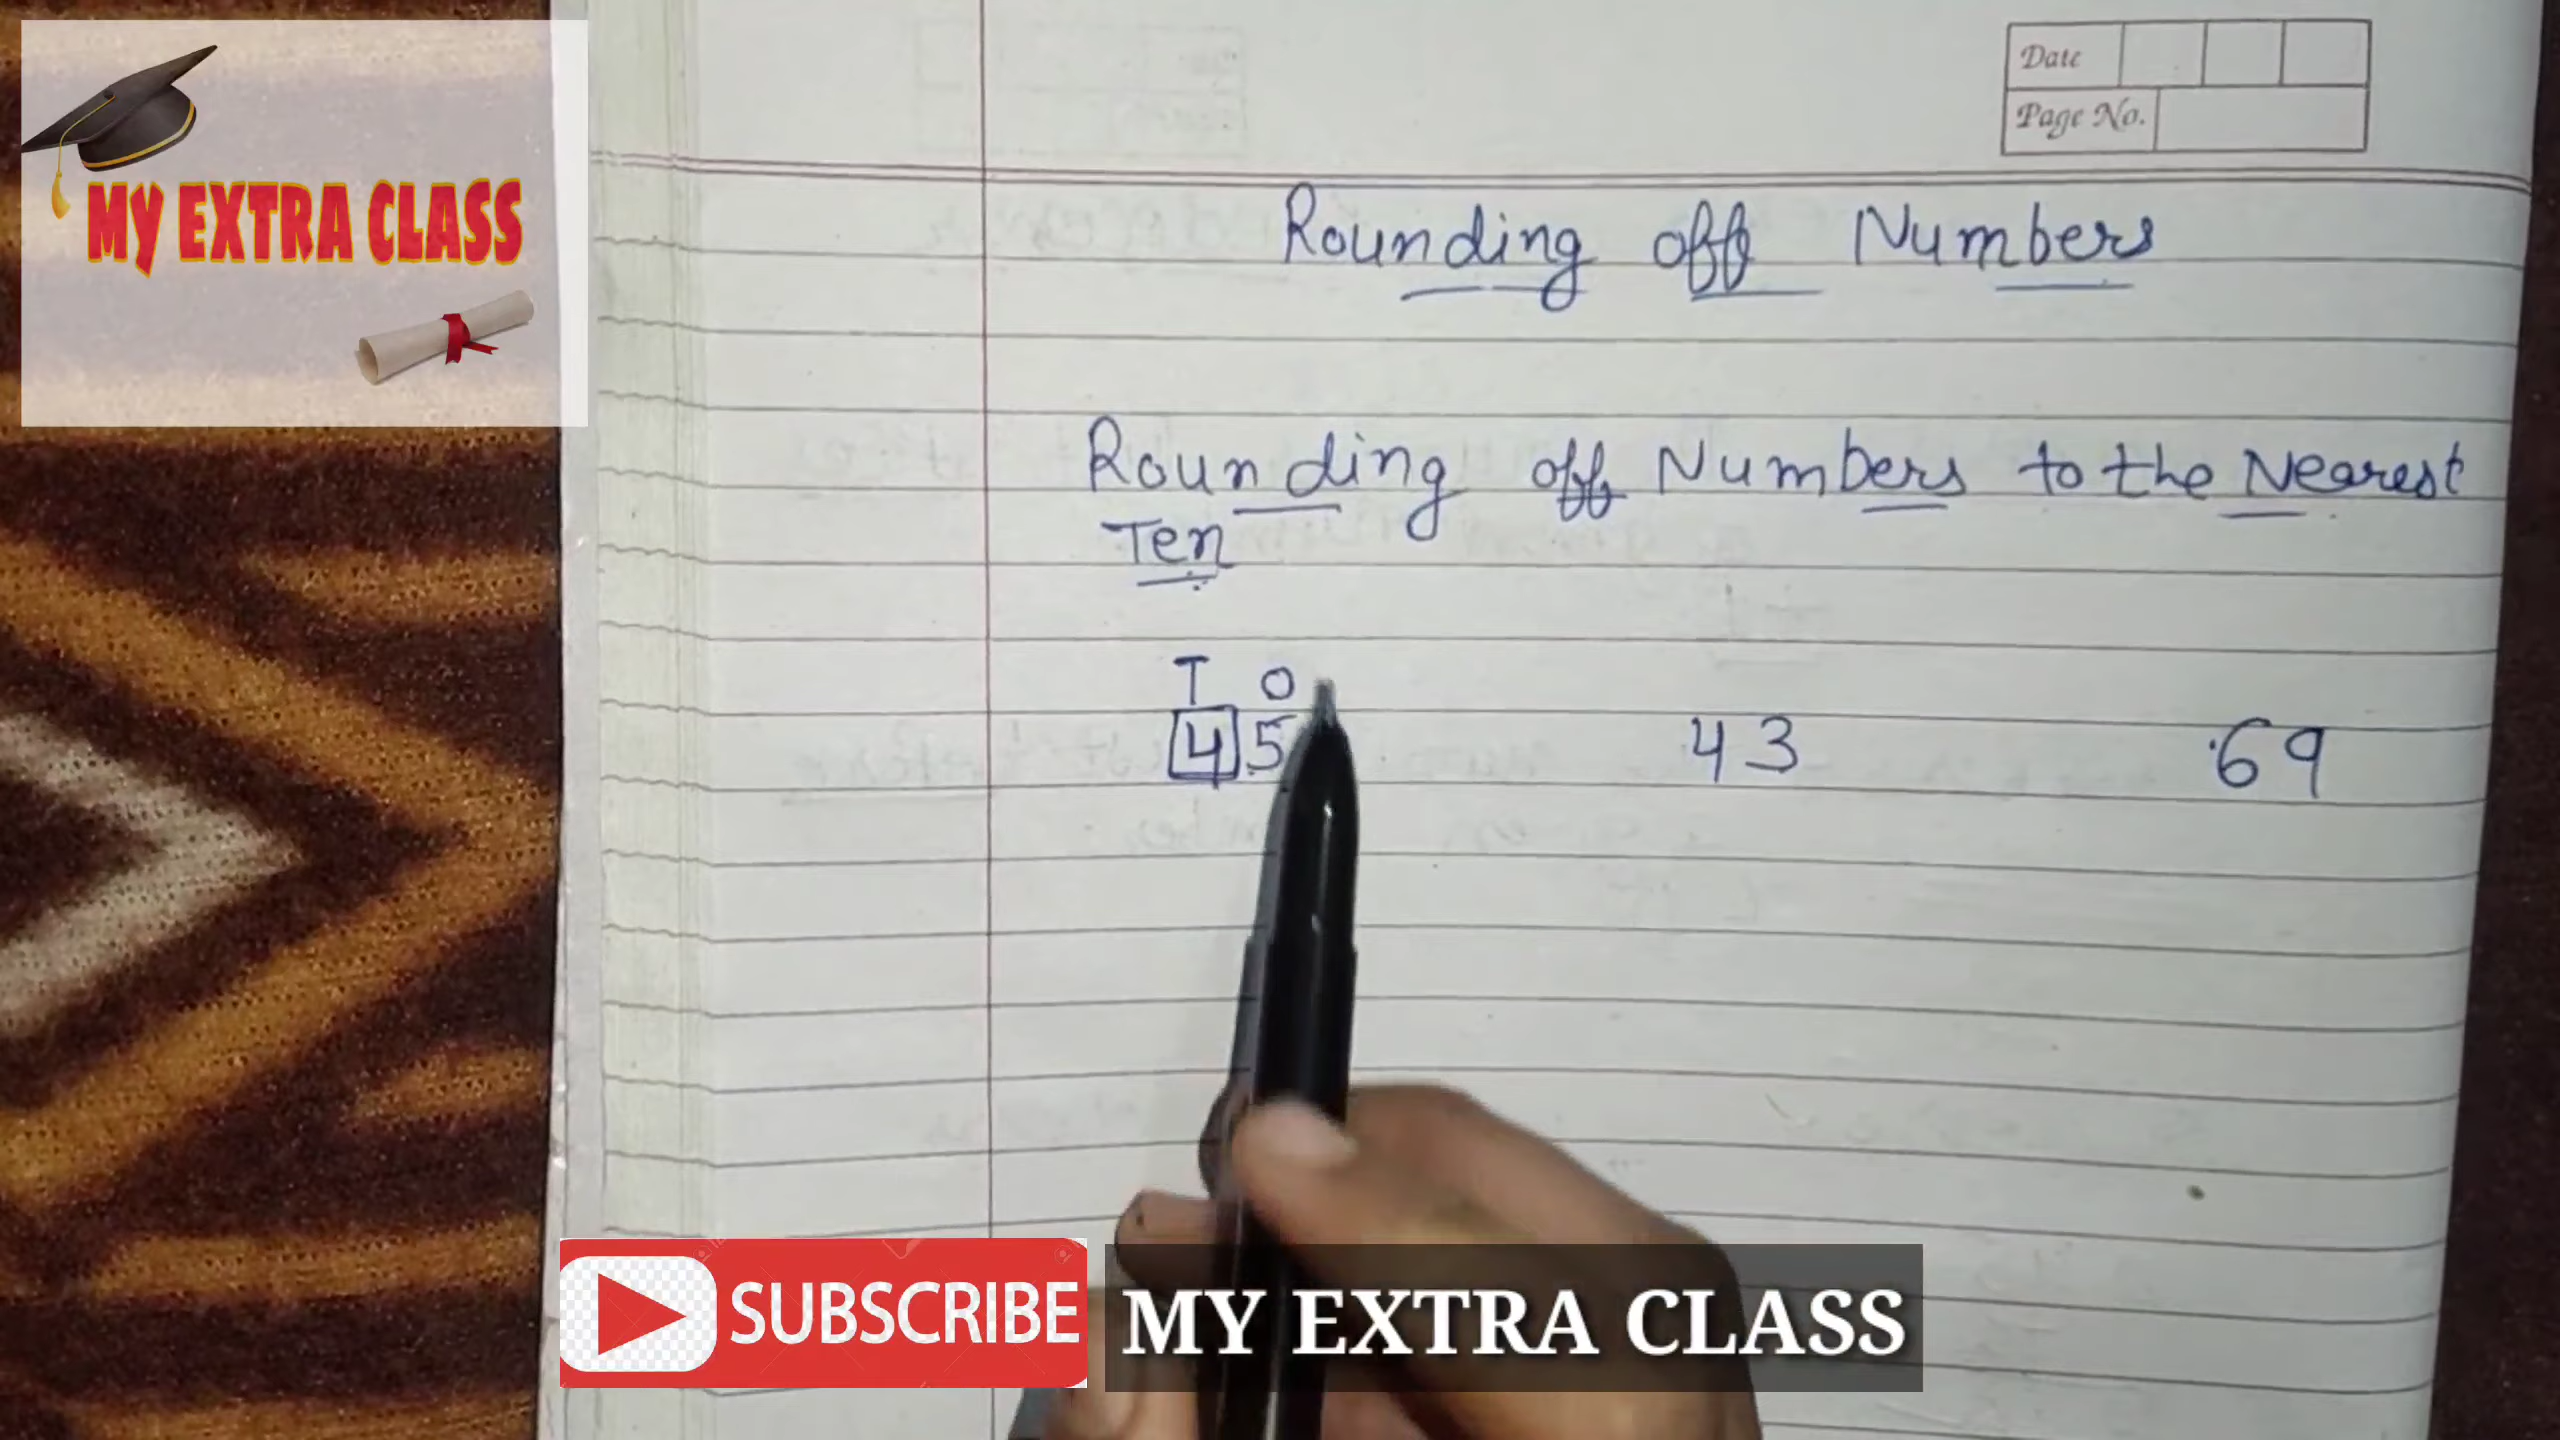 MY EXTRA CLASS
Date
Page No.
Rounding off Numbers
Rounding off Numbers to the Nearest
Ten
T O
45 43 69
SUBSCRIBE
MY EXTRA CLASS